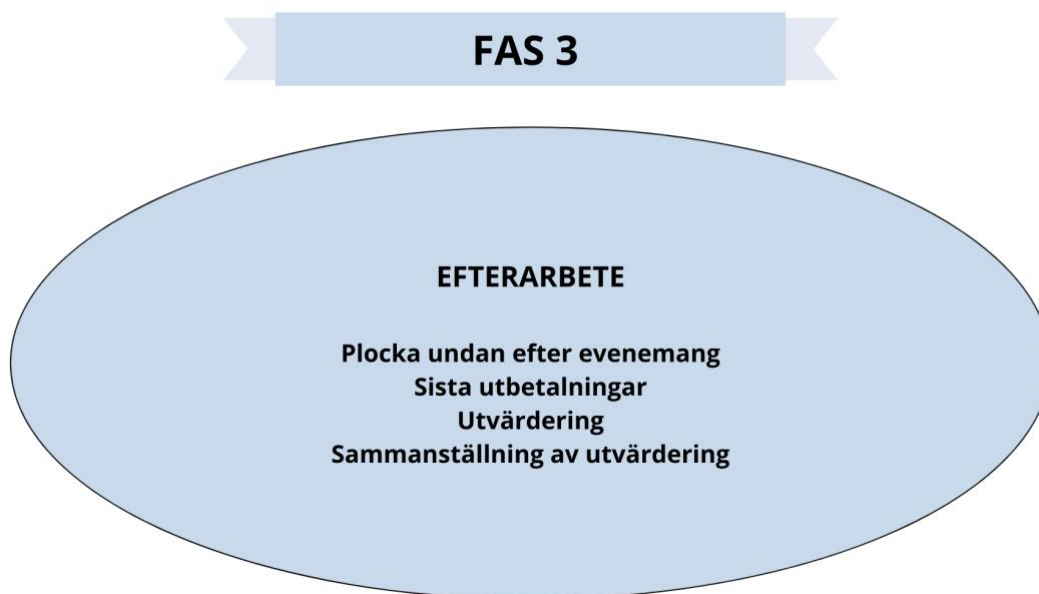 FAS 3
EFTERARBETE
Plocka undan efter evenemang
Sista utbetalningar
Utvärdering
Sammanställning av utvärdering